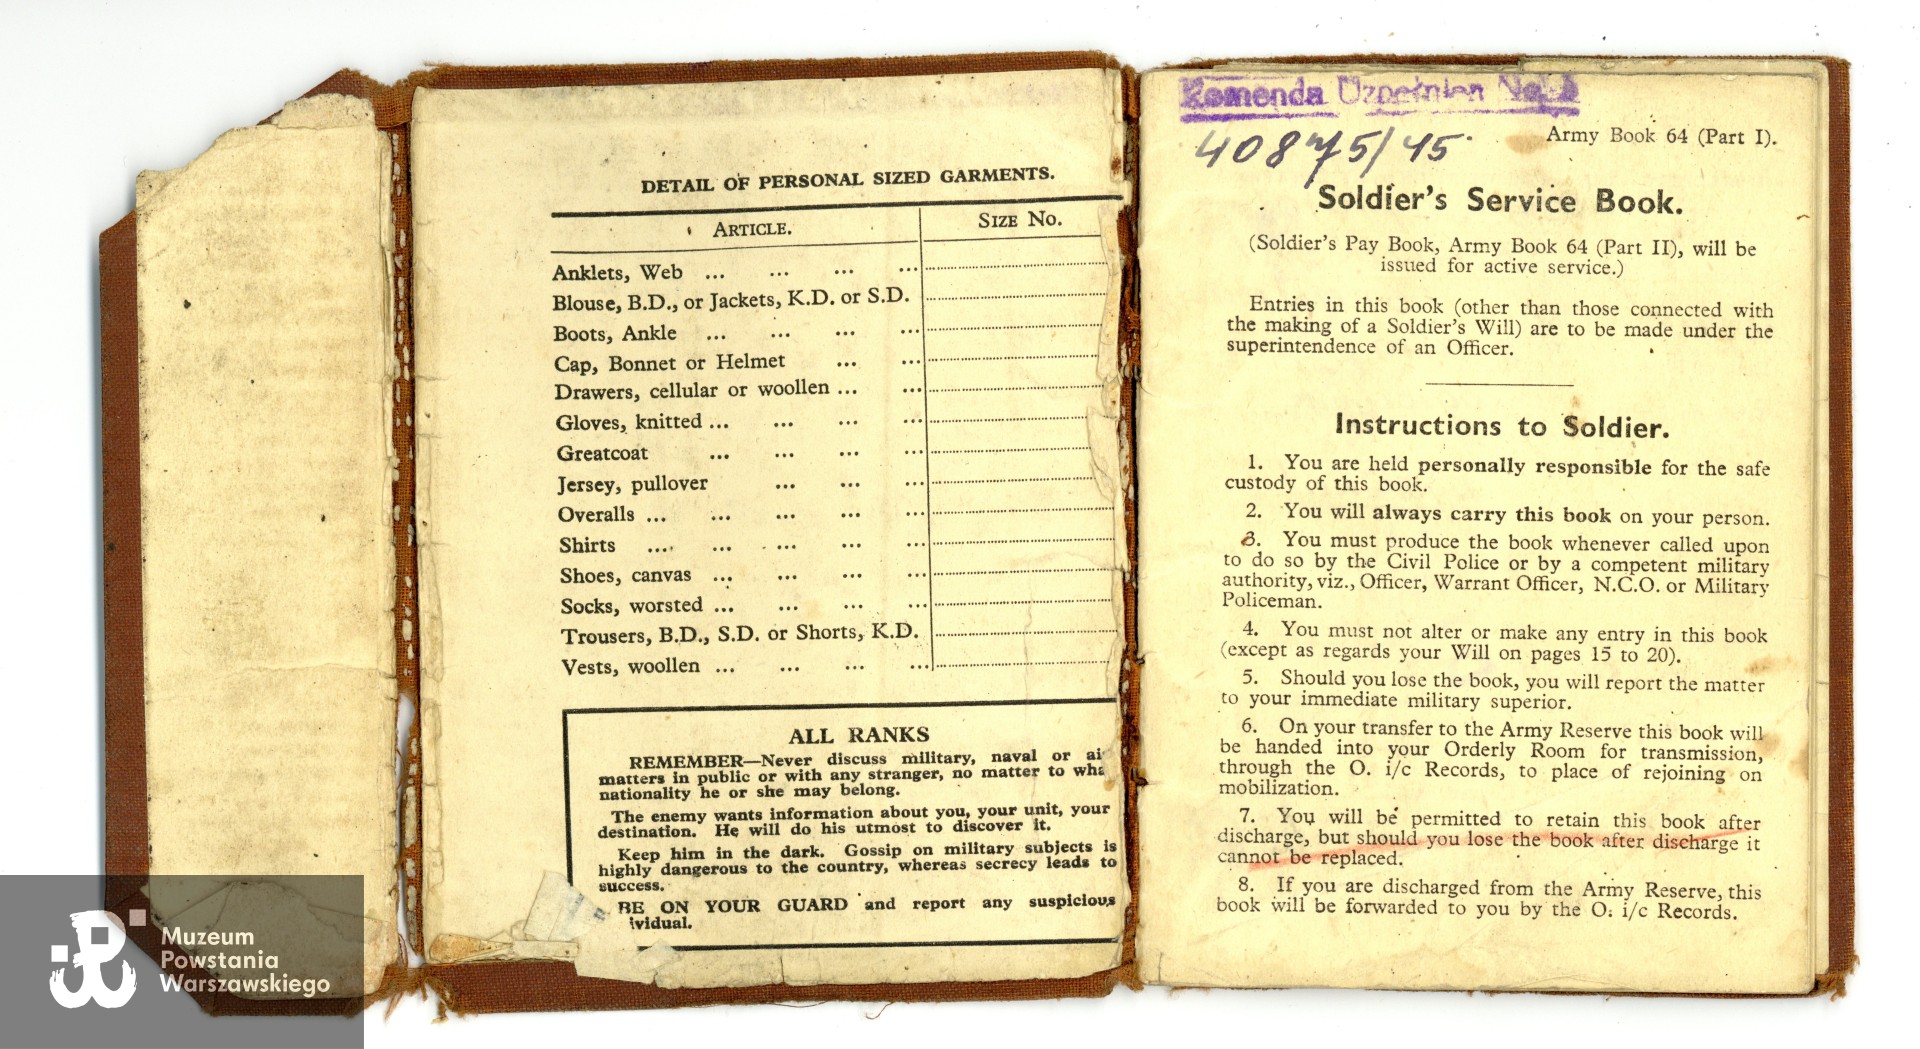 DETAIL OF PERSONAL SIZED GARMENTS.
ARTICLE. SIZE No.
Anklets, Web ... ... ... ...
Blouse, B.D., or Jackets, K.D. or S.D.
Boots, Ankle ... ... ... ...
Cap, Bonnet or Helmet ... ...
Drawers, cellular or woollen ... ...
Gloves, knitted ... ... ... ...
Greatcoat ... ... ... ...
Jersey, pullover ... ... ...
Overalls ... ... ... ... ...
Shirts .... ... ... ... ...
Shoes, canvas ... ... ... ...
Socks, worsted ... ... ... ...
Trousers, B.D., S.D. or Shorts, K.D.
Vests, woollen ... ... ... ...
ALL RANKS
REMEMBER—Never discuss military, naval or ai
matters in public or with any stranger, no matter to wha
nationality he or she may belong.
The enemy wants information about you, your unit, your
destination. He will do his utmost to discover it.
Keep him in the dark. Gossip on military subjects is
highly dangerous to the country, whereas secrecy leads to
success.
BE ON YOUR GUARD and report any suspicious
ividual.
Komenda Uzupełnien No
40875/45
Army Book 64 (Part I).
Soldier's Service Book.
(Soldier's Pay Book, Army Book 64 (Part II), will be
issued for active service.)
Entries in this book (other than those connected with
the making of a Soldier's Will) are to be made under the
superintendence of an Officer.
Instructions to Soldier.
1. You are held personally responsible for the safe
custody of this book.
2. You will always carry this book on your person.
3. You must produce the book whenever called upon
to do so by the Civil Police or by a competent military
authority, viz., Officer, Warrant Officer, N.C.O. or Military
Policeman.
4. You must not alter or make any entry in this book
(except as regards your Will on pages 15 to 20).
5. Should you lose the book, you will report the matter
to your immediate military superior.
6. On your transfer to the Army Reserve this book will
be handed into your Orderly Room for transmission,
through the O. i/c Records, to place of rejoining on
mobilization.
7. You will be permitted to retain this book after
discharge, but should you lose the book after discharge it
cannot be replaced.
8. If you are discharged from the Army Reserve, this
book will be forwarded to you by the O. i/c Records.
Muzeum
Powstania
Warszawskiego